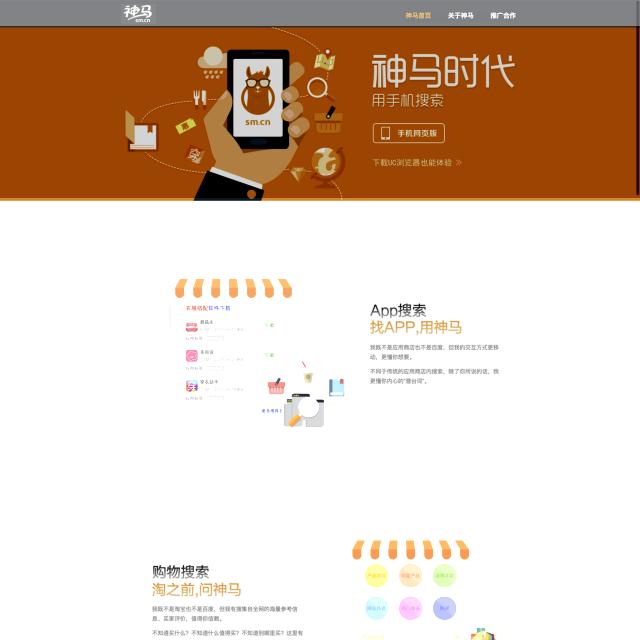 神马
sm.cn
神马首页 关于神马 推广合作
神马时代
用手机搜索
sm.cn
手机网页版
下载UC浏览器也能体验
App搜索
找APP,用神马
我既不是应用商店也不是百度，但我的交互方式更移
动，更懂你想要。
不同于传统的应用商店内搜索，除了你所说的话，我
更懂你内心的“潜台词”。
购物搜索
淘之前,问神马
我既不是淘宝也不是百度，但我有搜集自全网的海量参考信
息，买家评价，值得你信赖。
不知道买什么？不知道什么值得买？不知道到哪里买？这里有